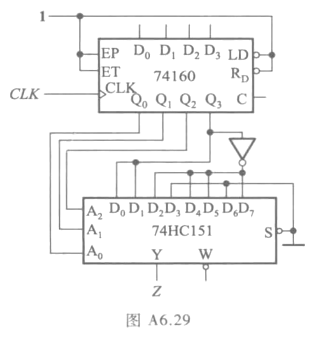 1
EP D₀ D₁ D₂ D₃ LD
ET 74160 R_D
CLK CLK Q₀ Q₁ Q₂ Q₃ C
A₂ D₀ D₁ D₂ D₃ D₄ D₅ D₆ D₇
A₁ 74HC151 S
A₀ Y W
Z
图 A6.29